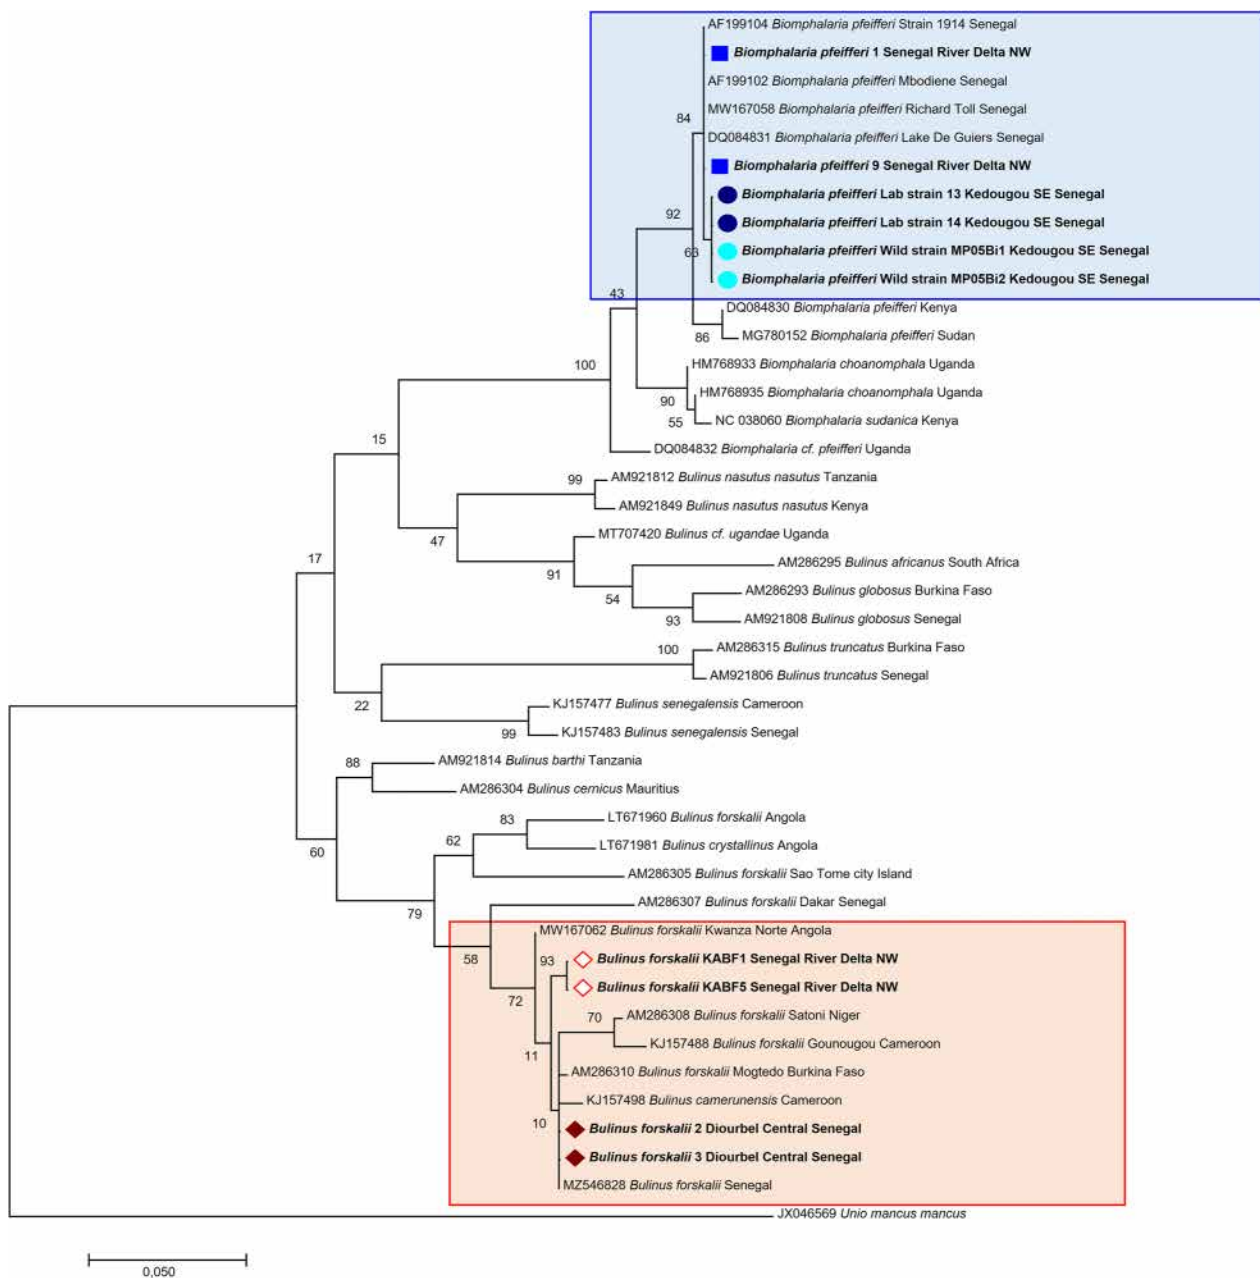 AF199104 Biomphalaria pfeifferi Strain 1914 Senegal
Biomphalaria pfeifferi 1 Senegal River Delta NW
AF199102 Biomphalaria pfeifferi Mbodiene Senegal
MW167058 Biomphalaria pfeifferi Richard Toll Senegal
84
DQ084831 Biomphalaria pfeifferi Lake De Guiers Senegal
Biomphalaria pfeifferi 9 Senegal River Delta NW
Biomphalaria pfeifferi Lab strain 13 Kedougou SE Senegal
92
Biomphalaria pfeifferi Lab strain 14 Kedougou SE Senegal
63
Biomphalaria pfeifferi Wild strain MP05Bi1 Kedougou SE Senegal
Biomphalaria pfeifferi Wild strain MP05Bi2 Kedougou SE Senegal
43
DQ084830 Biomphalaria pfeifferi Kenya
86
MG780152 Biomphalaria pfeifferi Sudan
100
HM768933 Biomphalaria choanomphala Uganda
90
HM768935 Biomphalaria choanomphala Uganda
55
NC 038060 Biomphalaria sudanica Kenya
15
DQ084832 Biomphalaria cf. pfeifferi Uganda
99
AM921812 Bulinus nasutus nasutus Tanzania
AM921849 Bulinus nasutus nasutus Kenya
47
MT707420 Bulinus cf. ugandae Uganda
17
91
AM286295 Bulinus africanus South Africa
54
AM286293 Bulinus globosus Burkina Faso
93
AM921808 Bulinus globosus Senegal
100
AM286315 Bulinus truncatus Burkina Faso
AM921806 Bulinus truncatus Senegal
22
KJ157477 Bulinus senegalensis Cameroon
99
KJ157483 Bulinus senegalensis Senegal
88
AM921814 Bulinus barthi Tanzania
AM286304 Bulinus cernicus Mauritius
83
LT671960 Bulinus forskalii Angola
60
62
LT671981 Bulinus crystallinus Angola
AM286305 Bulinus forskalii Sao Tome city Island
79
AM286307 Bulinus forskalii Dakar Senegal
MW167062 Bulinus forskalii Kwanza Norte Angola
58
93
Bulinus forskalii KABF1 Senegal River Delta NW
72
Bulinus forskalii KABF5 Senegal River Delta NW
70
AM286308 Bulinus forskalii Satoni Niger
11
KJ157488 Bulinus forskalii Gounougou Cameroon
AM286310 Bulinus forskalii Mogtedo Burkina Faso
KJ157498 Bulinus camerunensis Cameroon
10
Bulinus forskalii 2 Diourbel Central Senegal
Bulinus forskalii 3 Diourbel Central Senegal
MZ546828 Bulinus forskalii Senegal
JX046569 Unio mancus mancus
0,050